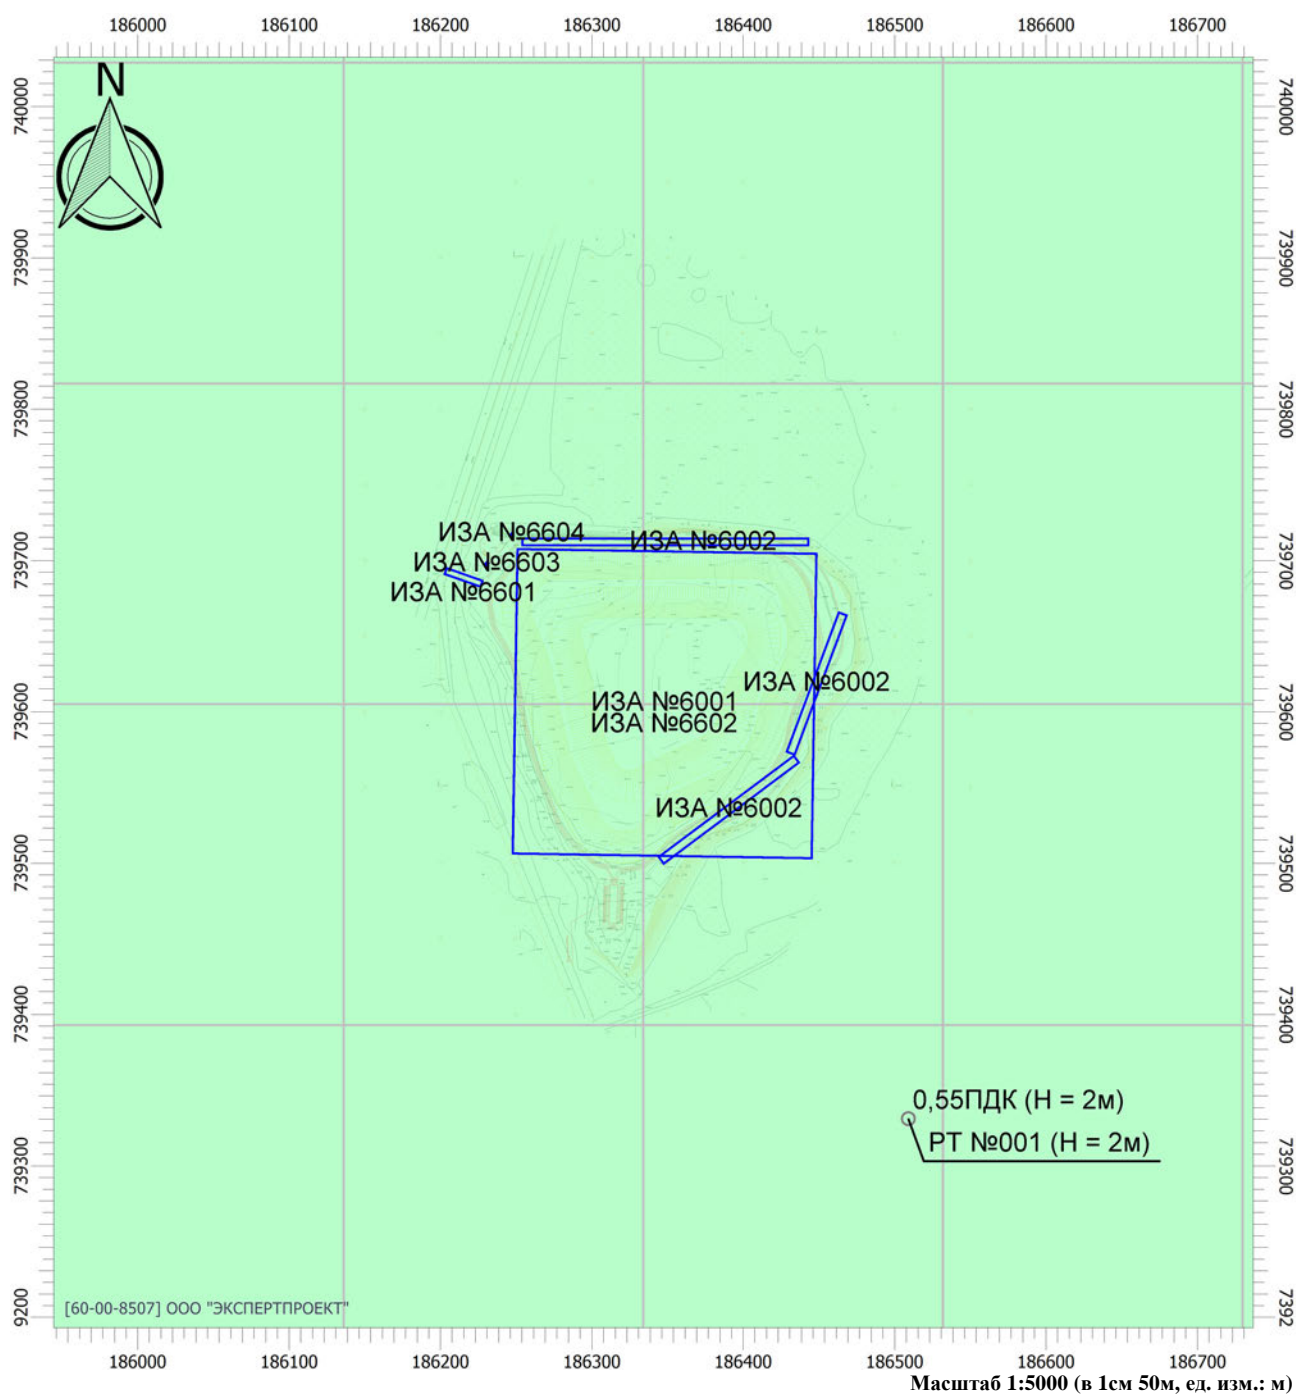 186000 186100 186200 186300 186400 186500 186600 186700
N
740000 740000
739900 739900
739800 739800
ИЗА №6604
ИЗА №6002
739700 739700
ИЗА №6603
ИЗА №6601
ИЗА №6002
ИЗА №6001
739600 739600
ИЗА №6602
ИЗА №6002
739500 739500
739400 739400
0,55ПДК (Н = 2м)
РТ №001 (Н = 2м)
739300 739300
[60-00-8507] ООО "ЭКСПЕРТПРОЕКТ"
9200 7392
186000 186100 186200 186300 186400 186500 186600 186700
Масштаб 1:5000 (в 1см 50м, ед. изм.: м)